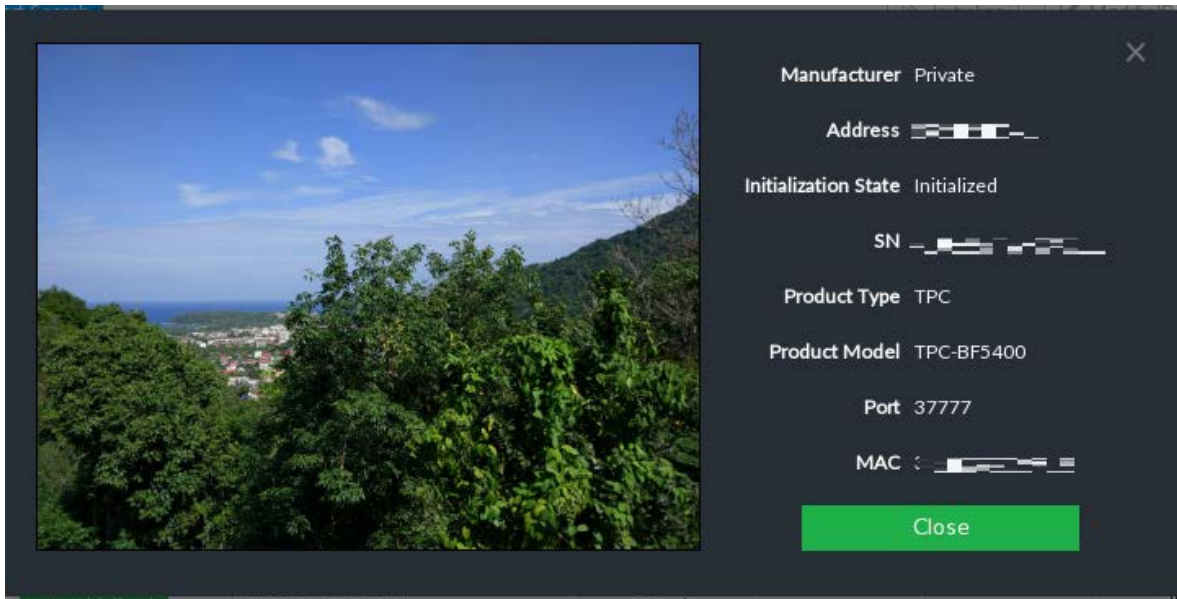 Manufacturer Private
Address
Initialization State Initialized
SN
Product Type TPC
Product Model TPC-BF5400
Port 37777
MAC
Close